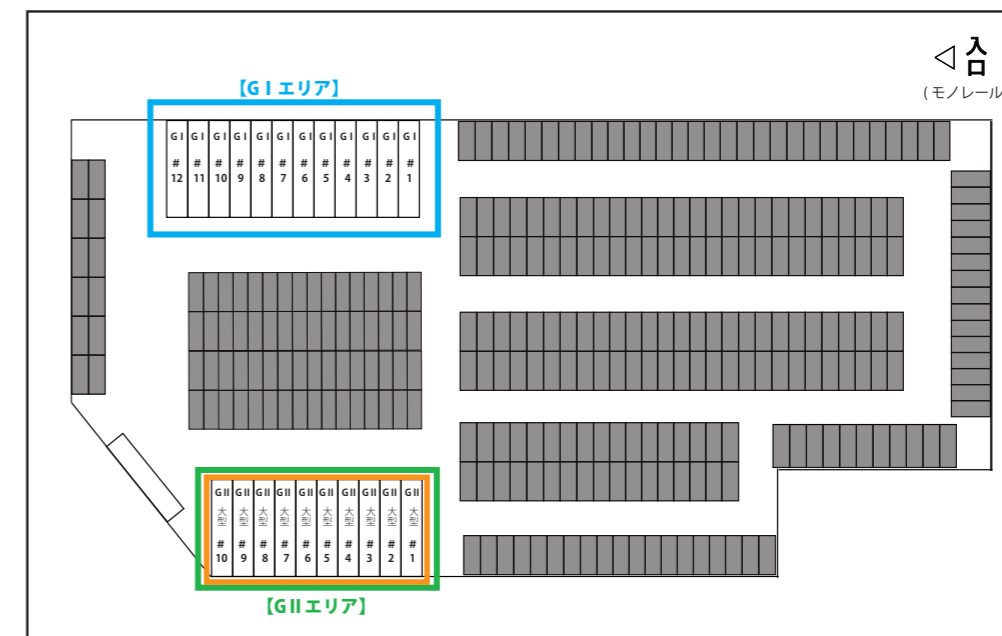 入口
(モノレール
【GⅠエリア】
GⅠ GⅠ GⅠ GⅠ GⅠ GⅠ GⅠ GⅠ GⅠ GⅠ GⅠ GⅠ
# # # # # # # # # # # #
12 11 10 9 8 7 6 5 4 3 2 1
GⅡ GⅡ GⅡ GⅡ GⅡ GⅡ GⅡ GⅡ GⅡ GⅡ
大型 大型 大型 大型 大型 大型 大型 大型 大型 大型
# # # # # # # # # #
10 9 8 7 6 5 4 3 2 1
【GⅡエリア】